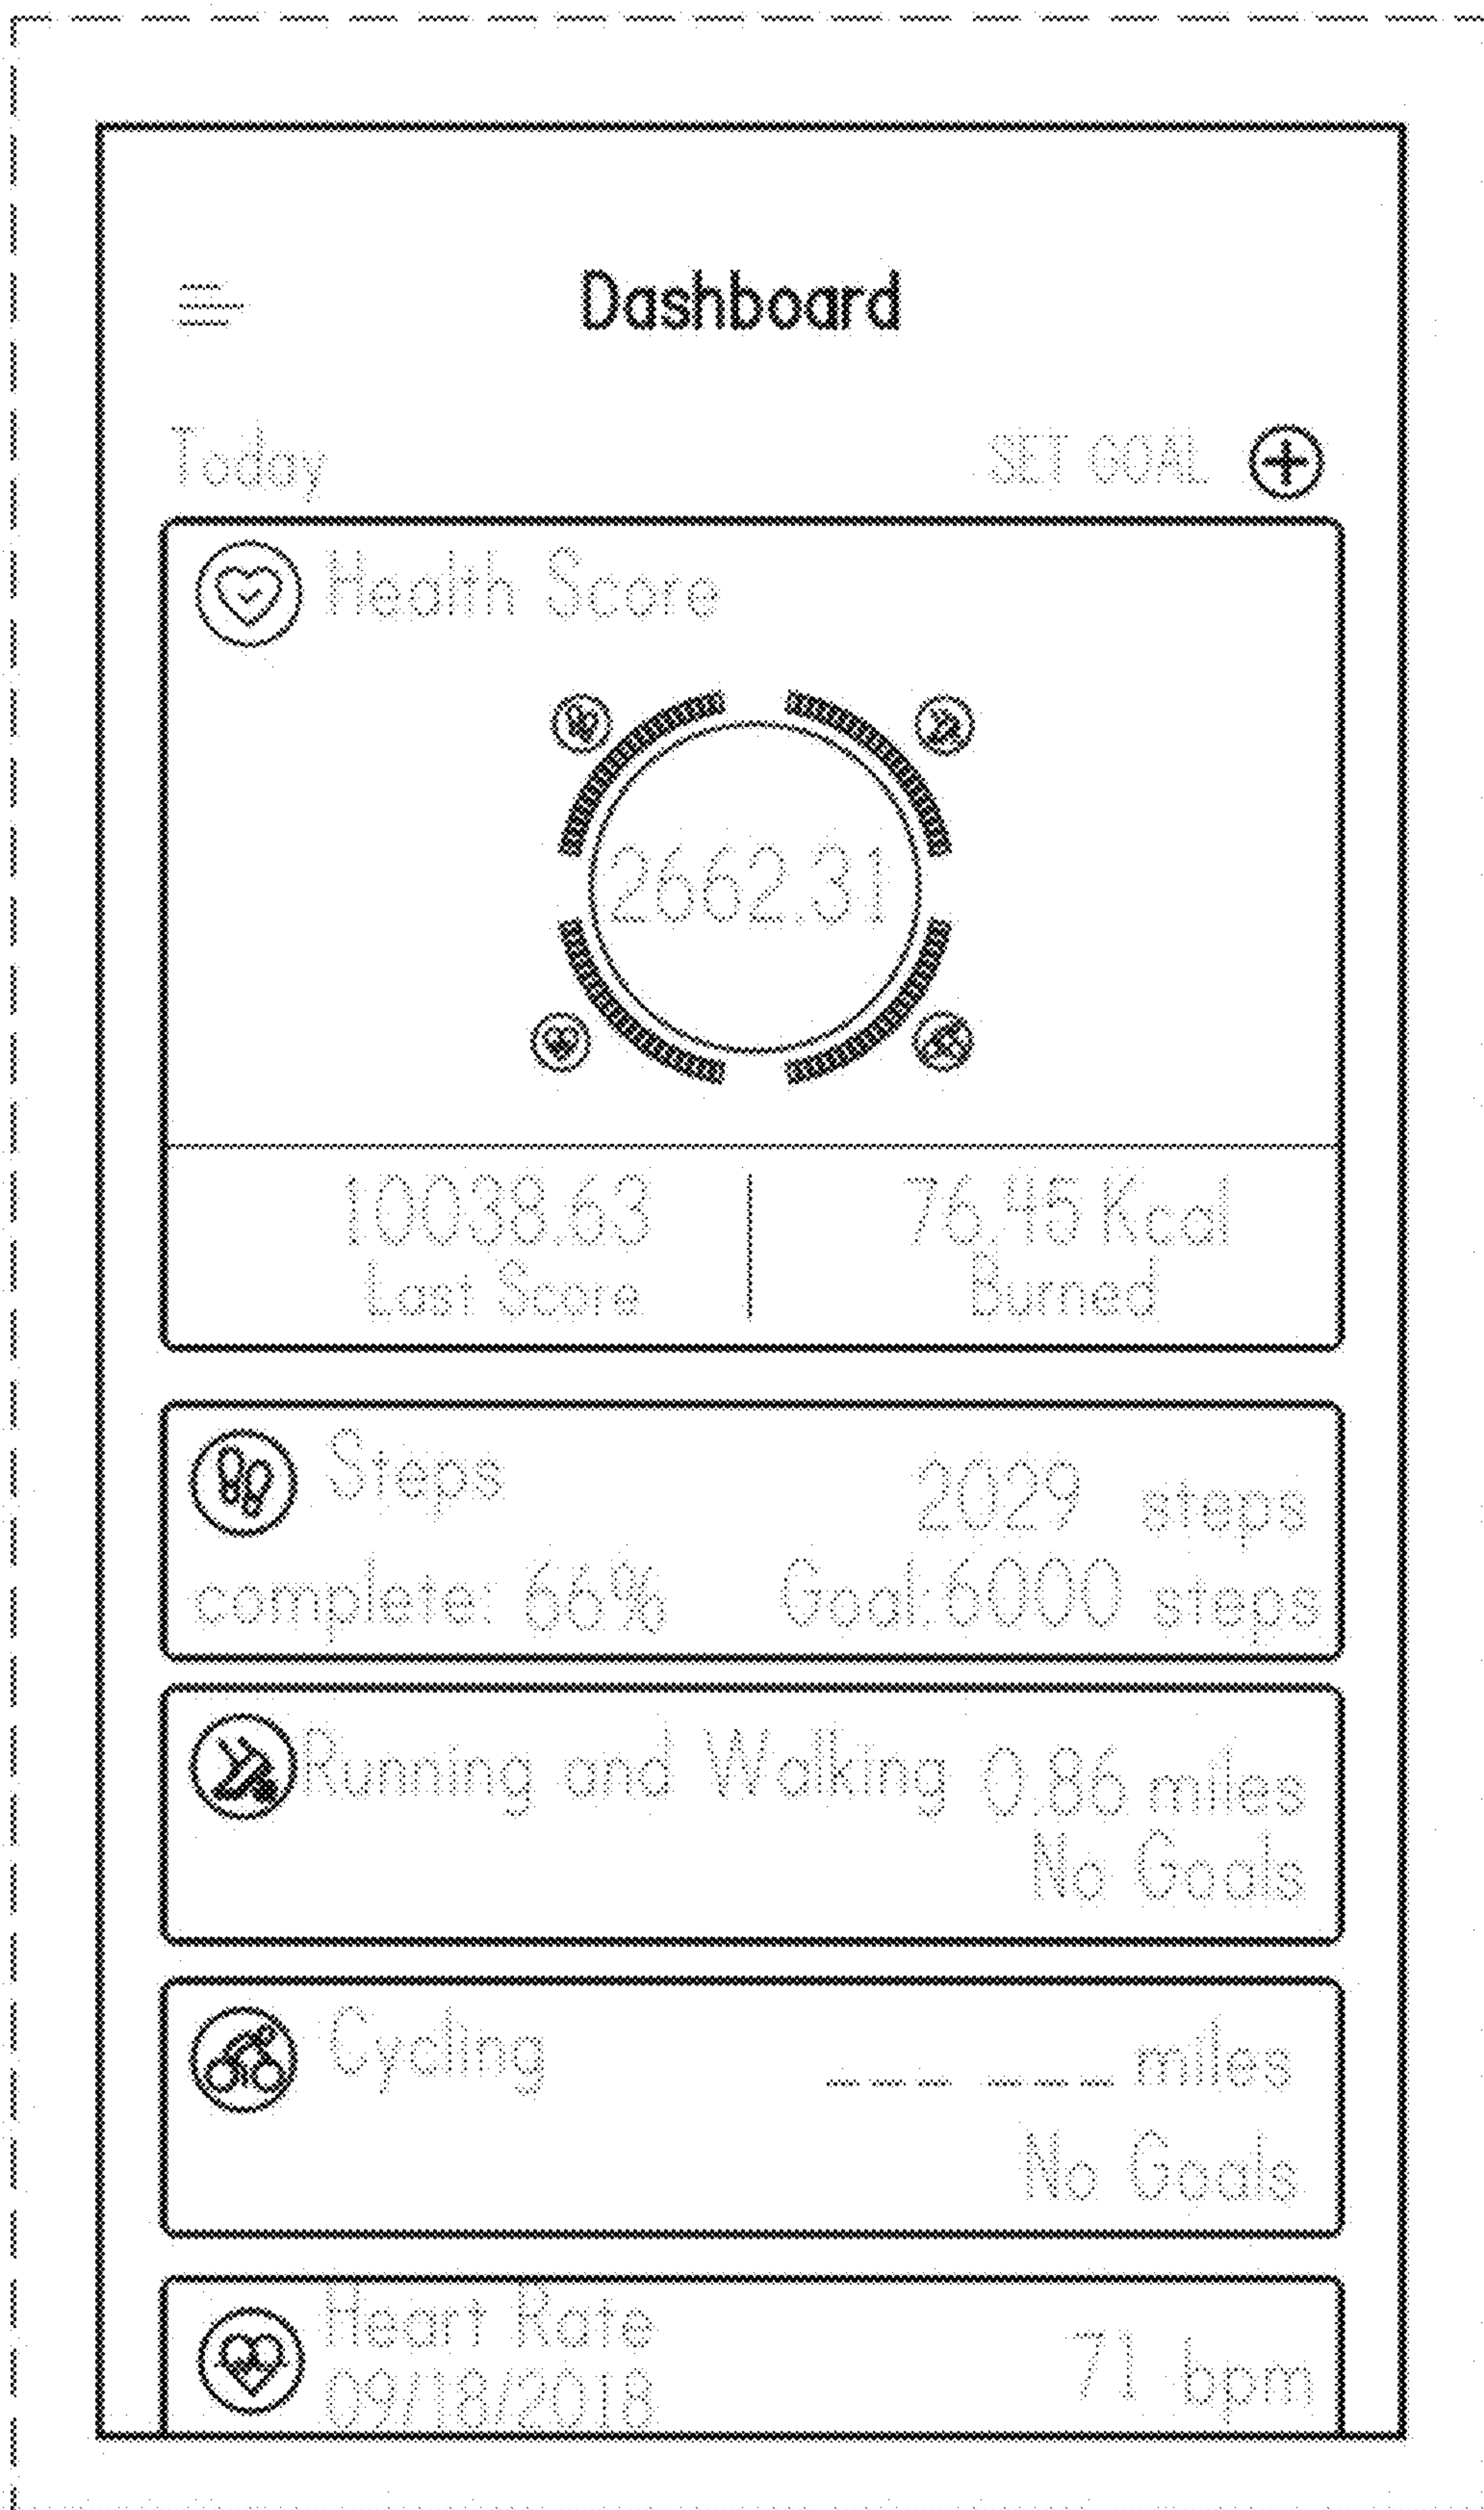 Dashboard
Today SET GOAL
Health Score
2662.31
10038.63 76.45 Kcal
Last Score Burned
Steps 2029 steps
complete: 66% Goal:6000 steps
Running and Walking 0.86 miles
No Goals
Cycling ___ ___ miles
No Goals
Heart Rate
71 bpm
09/18/2018